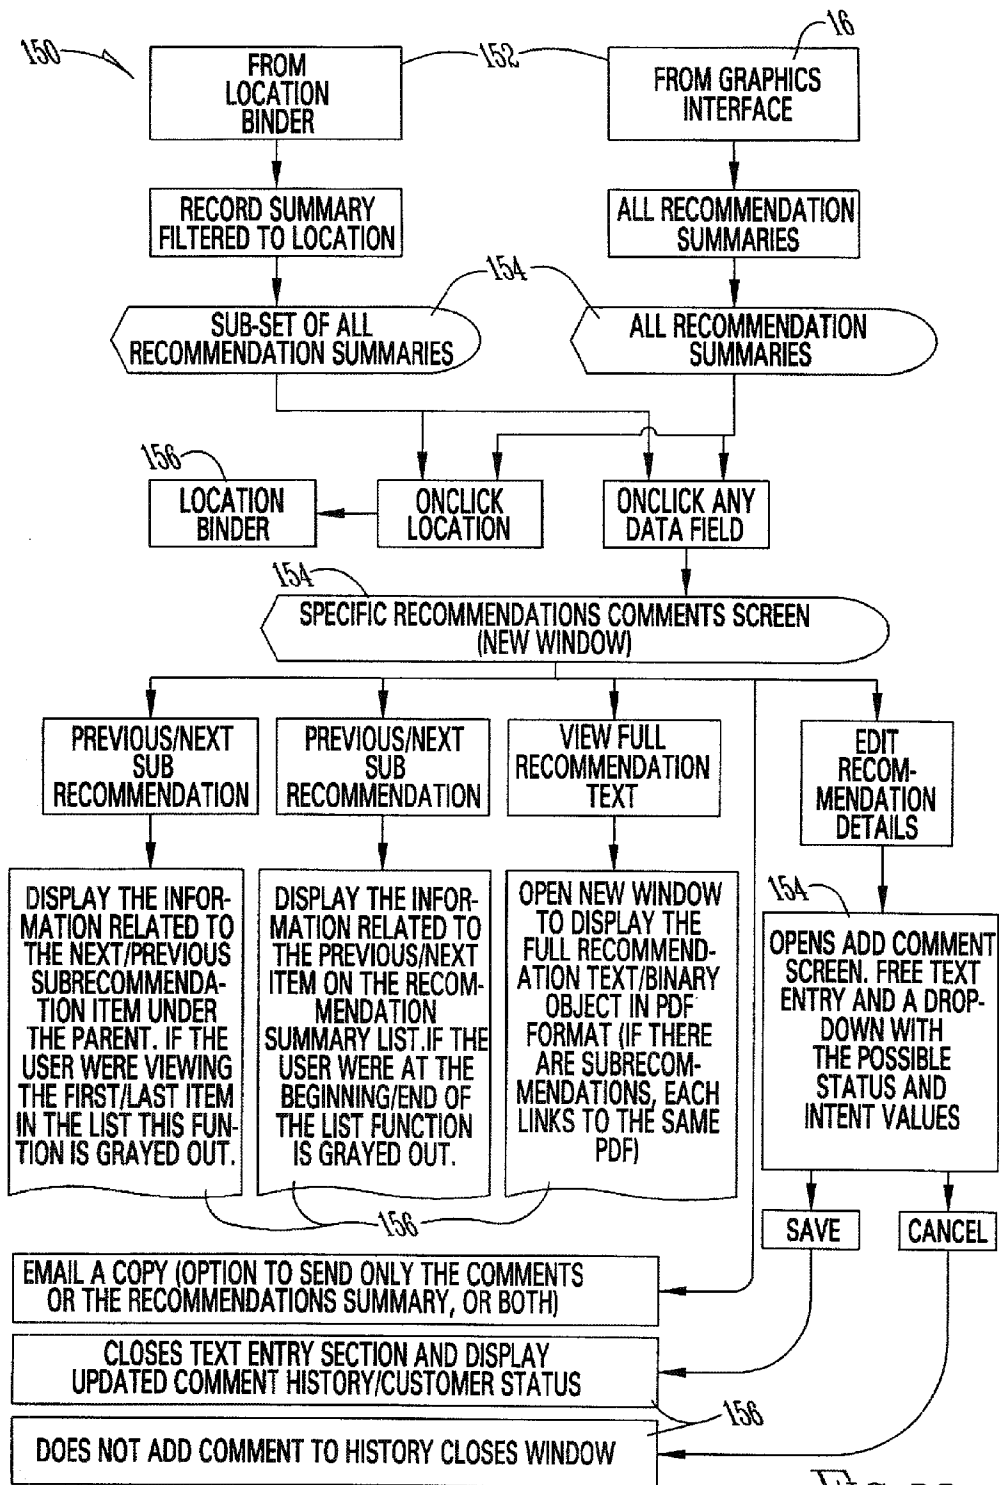 150
FROM
LOCATION
BINDER
152
16
FROM GRAPHICS
INTERFACE
RECORD SUMMARY
FILTERED TO LOCATION
ALL RECOMMENDATION
SUMMARIES
154
SUB-SET OF ALL
RECOMMENDATION SUMMARIES
ALL RECOMMENDATION
SUMMARIES
156
LOCATION
BINDER
ONCLICK
LOCATION
ONCLICK ANY
DATA FIELD
154
SPECIFIC RECOMMENDATIONS COMMENTS SCREEN
(NEW WINDOW)
PREVIOUS/NEXT
SUB
RECOMMENDATION
PREVIOUS/NEXT
SUB
RECOMMENDATION
VIEW FULL
RECOMMENDATION
TEXT
EDIT
RECOM-
MENDATION
DETAILS
DISPLAY THE INFOR-
MATION RELATED TO
THE NEXT/PREVIOUS
SUBRECOMMENDA-
TION ITEM UNDER
THE PARENT. IF THE
USER WERE VIEWING
THE FIRST/LAST ITEM
IN THE LIST THIS FUN-
TION IS GRAYED OUT.
DISPLAY THE INFOR-
MATION RELATED TO
THE PREVIOUS/NEXT
ITEM ON THE RECOM-
MENDATION
SUMMARY LIST.IF THE
USER WERE AT THE
BEGINNING/END OF
THE LIST FUNCTION
IS GRAYED OUT.
OPEN NEW WINDOW
TO DISPLAY THE
FULL RECOMMEND-
ATION TEXT/BINARY
OBJECT IN PDF
FORMAT (IF THERE
ARE SUBRECOM-
MENDATIONS, EACH
LINKS TO THE SAME
PDF)
154
OPENS ADD COMMENT
SCREEN. FREE TEXT
ENTRY AND A DROP-
DOWN WITH
THE POSSIBLE
STATUS AND
INTENT VALUES
156
SAVE
CANCEL
EMAIL A COPY (OPTION TO SEND ONLY THE COMMENTS
OR THE RECOMMENDATIONS SUMMARY, OR BOTH)
CLOSES TEXT ENTRY SECTION AND DISPLAY
UPDATED COMMENT HISTORY/CUSTOMER STATUS
156
DOES NOT ADD COMMENT TO HISTORY CLOSES WINDOW